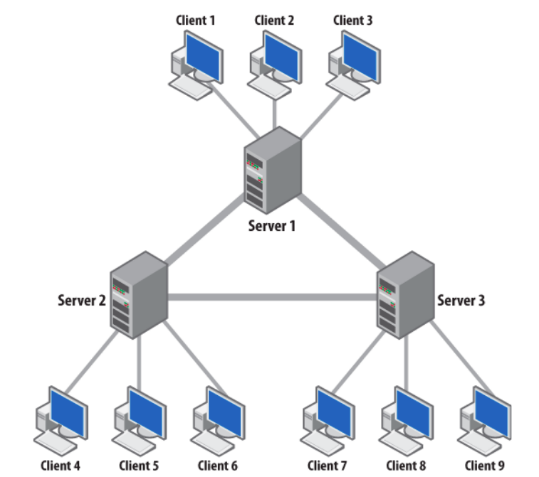 Client 1
Client 2
Client 3
Server 1
Server 2
Server 3
Client 4
Client 5
Client 6
Client 7
Client 8
Client 9